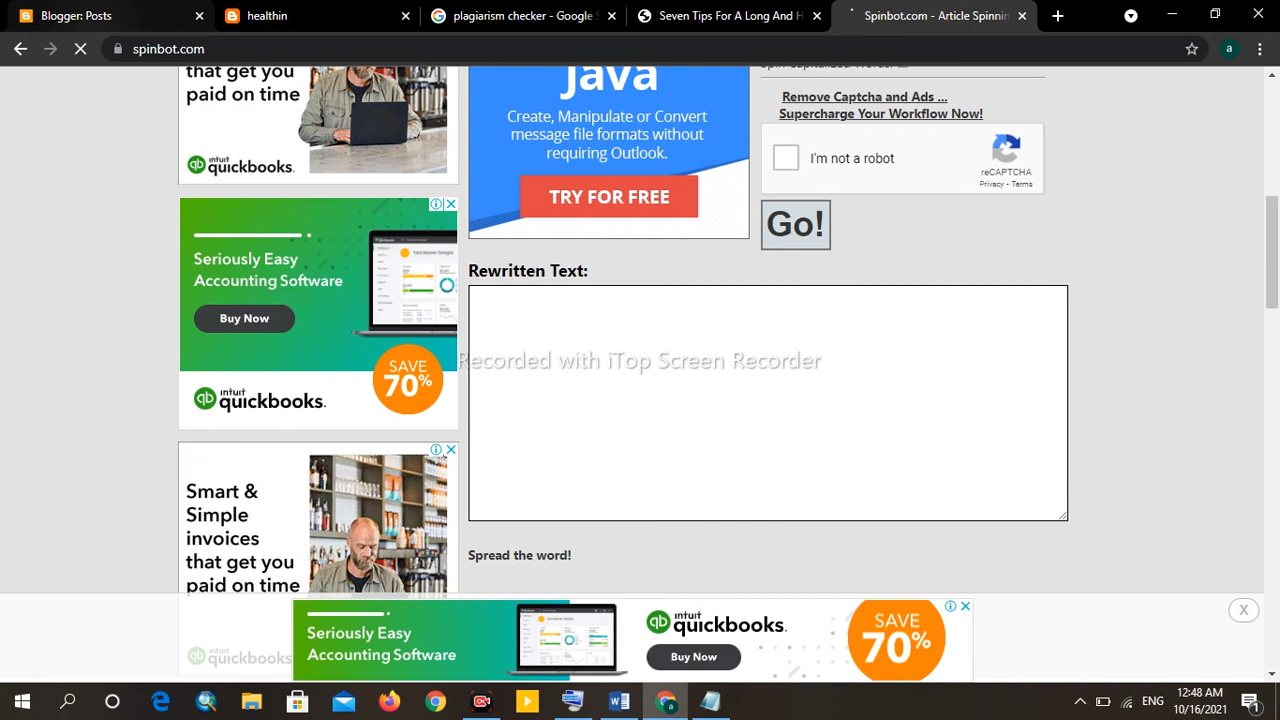 Blogger: Posts
healthin
plagiarism checker - Google S
Seven Tips For A Long And H
Spinbot.com - Article Spinnin
spinbot.com
a
that get you
paid on time
intuit
quickbooks.
Java
Create, Manipulate or Convert
message file formats without
requiring Outlook.
TRY FOR FREE
Remove Captcha and Ads ...
Supercharge Your Workflow Now!
I'm not a robot
reCAPTCHA
Privacy • Terms
Go!
Seriously Easy
Accounting Software
Buy Now
SAVE
70%
intuit
quickbooks.
Rewritten Text:
Recorded with iTop Screen Recorder
Smart &
Simple
invoices
that get you
paid on time
quickbooks
Spread the word!
Seriously Easy
Accounting Software
intuit
quickbooks.
Buy Now
SAVE
70%
X
ENG
12:48 AM
10/16/2021